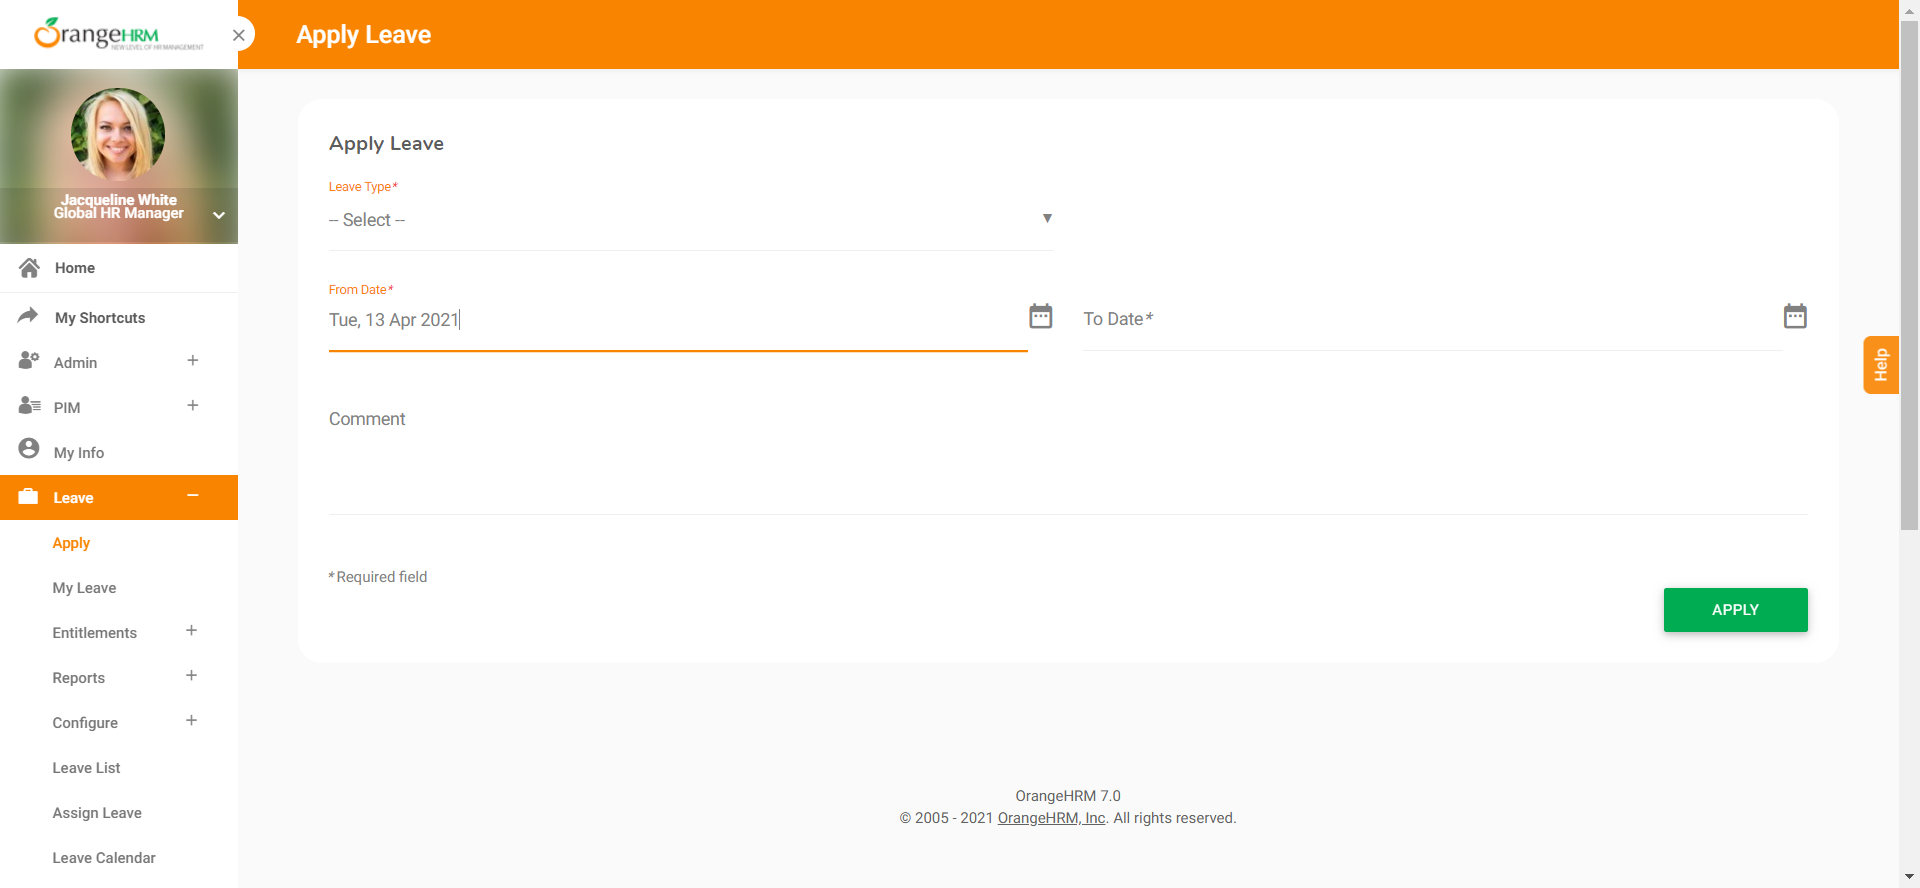 OrangeHRM
NEW LEVEL OF HR MANAGEMENT
Apply Leave
Jacqueline White
Global HR Manager
Home
My Shortcuts
Admin
PIM
My Info
Leave
Apply
My Leave
Entitlements
Reports
Configure
Leave List
Assign Leave
Leave Calendar
Apply Leave
Leave Type*
-- Select --
From Date*
Tue, 13 Apr 2021
To Date*
Comment
* Required field
APPLY
Help
OrangeHRM 7.0
© 2005 - 2021 OrangeHRM, Inc. All rights reserved.